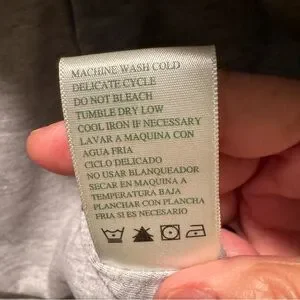 MACHINE WASH COLD
DELICATE CYCLE
DO NOT BLEACH
TUMBLE DRY LOW
COOL IRON IF NECESSARY
LAVAR A MAQUINA CON
AGUA FRIA
CICLO DELICADO
NO USAR BLANQUEADOR
SECAR EN MAQUINA A
TEMPERATURA BAJA
PLANCHAR CON PLANCHA
FRIA SI ES NECESARIO